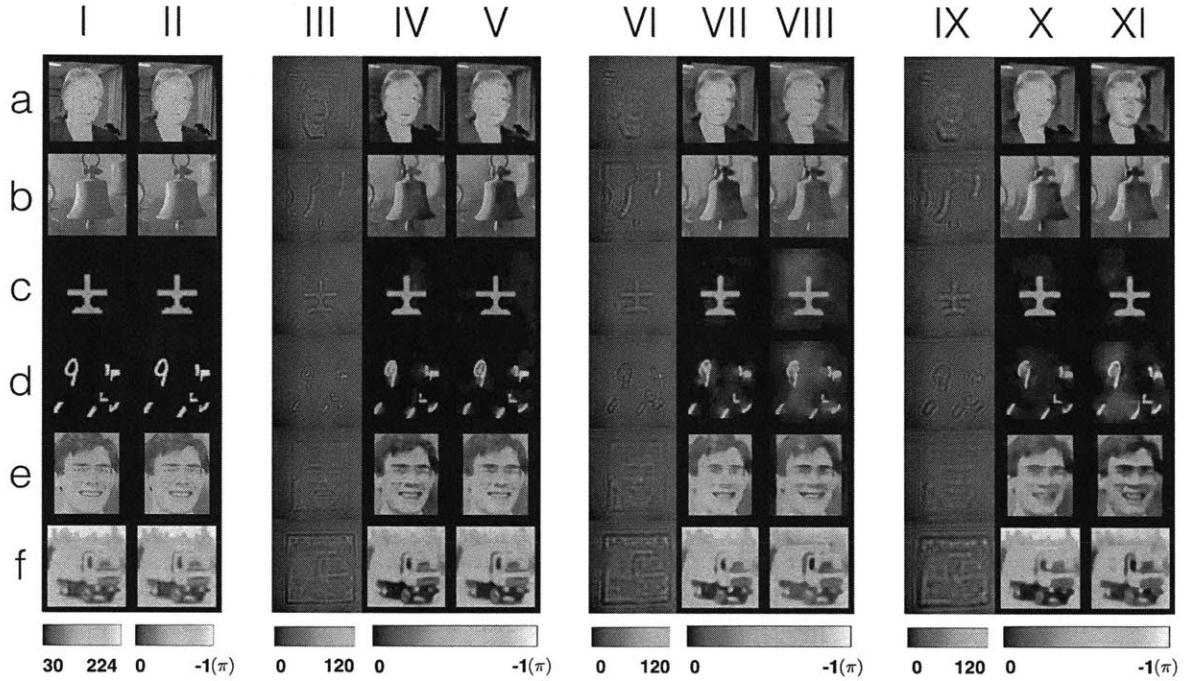 I II III IV V VI VII VIII IX X XI
a
b
c
d
e
f
30 224 0 -1(π) 0 120 0 -1(π) 0 120 0 -1(π) 0 120 0 -1(π)